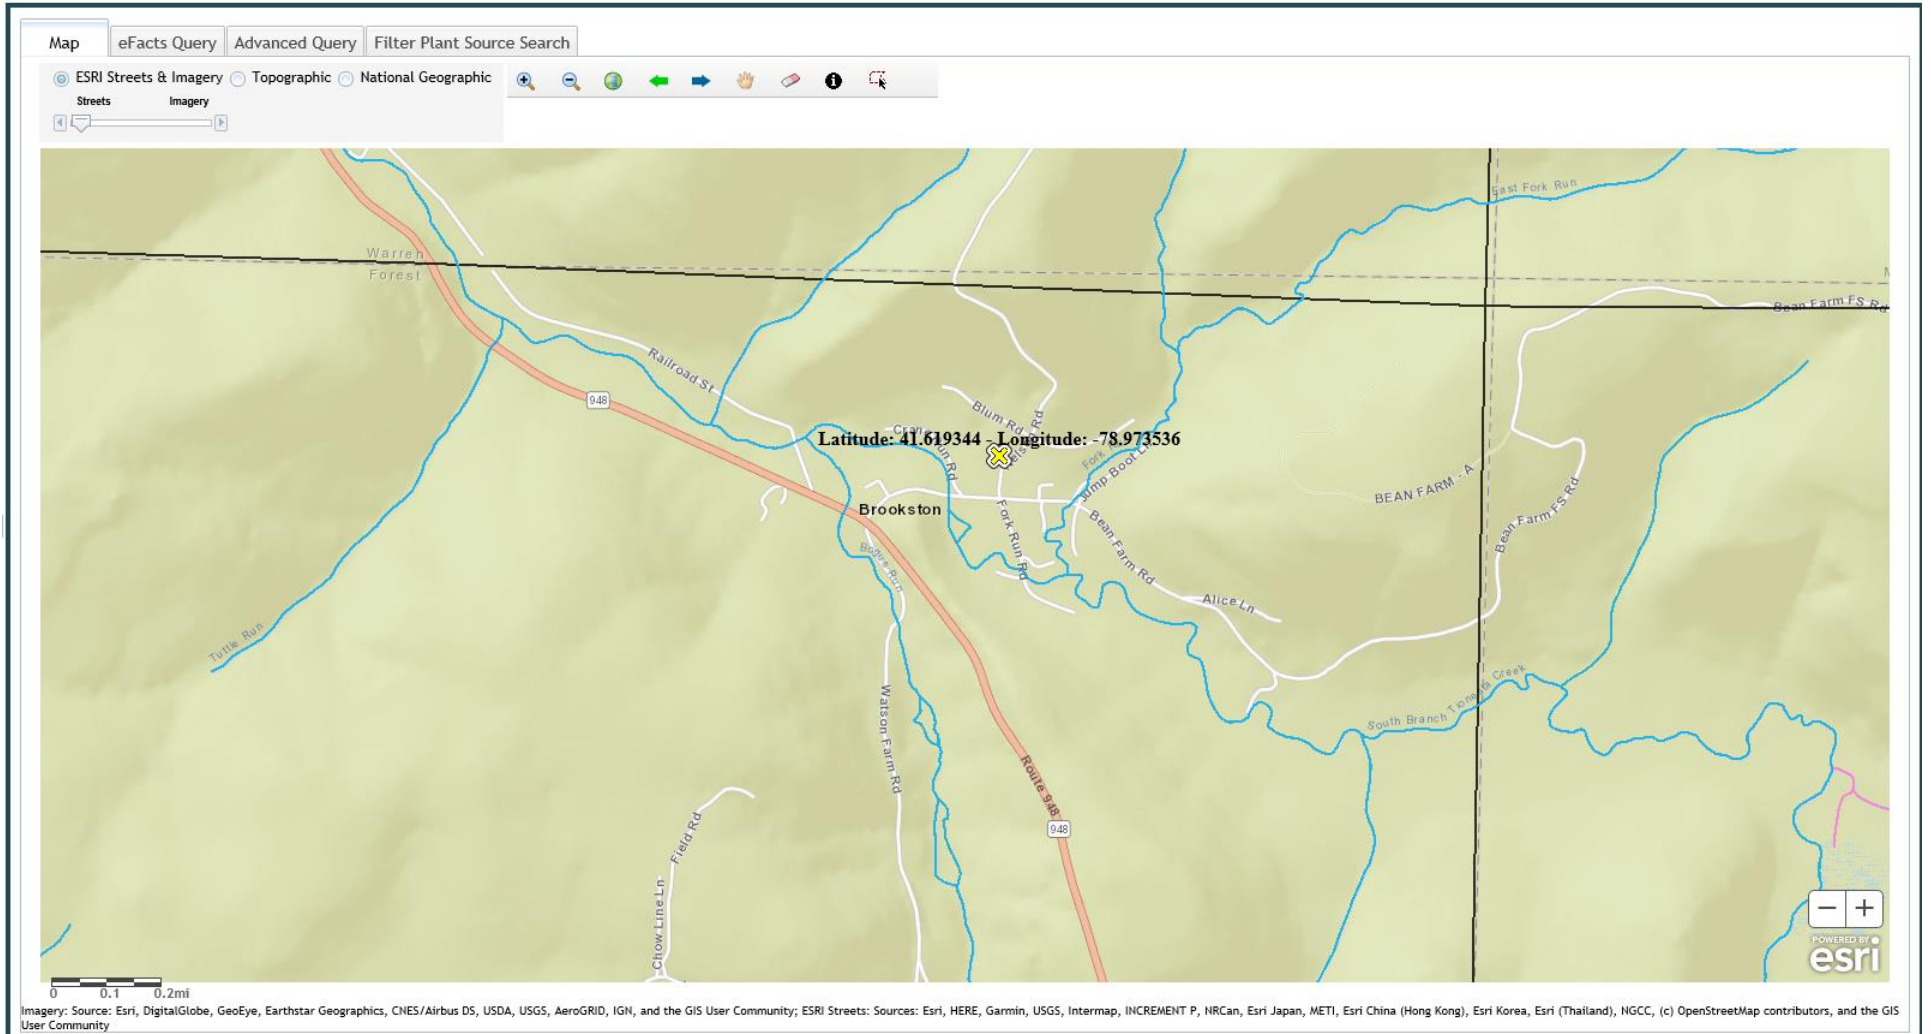 Map eFacts Query Advanced Query Filter Plant Source Search
ESRI Streets & Imagery Topographic National Geographic
Streets Imagery
East Fork Run
Warren
Forest
Bean Farm FS Rd
Railroad St
948
Blum Rd
Latitude: 41.619344 - Longitude: -78.973536
Jump Boot
BEAN FARM - A
Brookston
Fork Run Rd
Bean Farm Rd
Bean Farm FS Rd
Bogus Run
Alice Ln
Tuttle Run
South Branch Tionesta Creek
Watson Farm Rd
Route 948
948
Field Rd
Chow Line Ln
POWERED BY
esri
0 0.1 0.2mi
Imagery: Source: Esri, DigitalGlobe, GeoEye, Earthstar Geographics, CNES/Airbus DS, USDA, USGS, AeroGRID, IGN, and the GIS User Community; ESRI Streets: Sources: Esri, HERE, Garmin, USGS, Intermap, INCREMENT P, NRCan, Esri Japan, METI, Esri China (Hong Kong), Esri Korea, Esri (Thailand), NGCC, (c) OpenStreetMap contributors, and the GIS
User Community